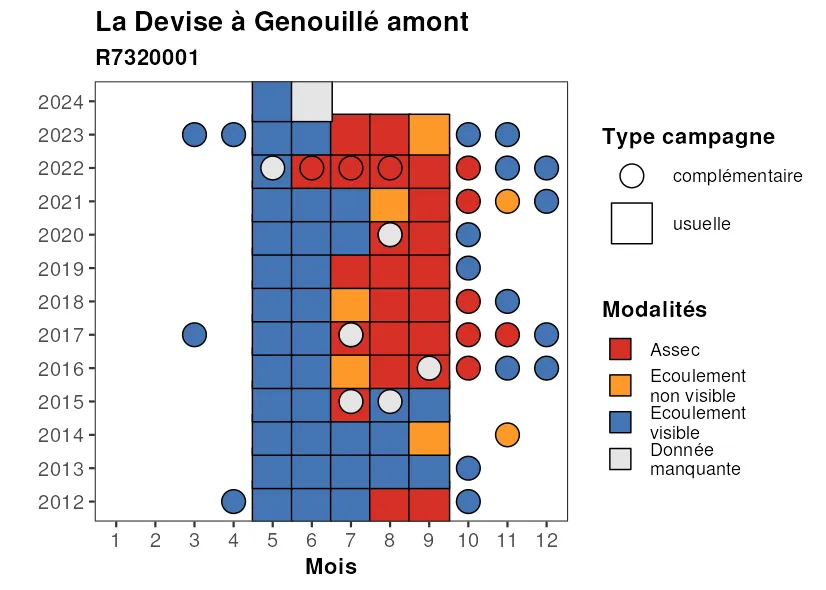 La Devise à Genouillé amont
R7320001
2024
2023
2022
2021
2020
2019
2018
2017
2016
2015
2014
2013
2012
1 2 3 4 5 6 7 8 9 10 11 12
Mois
Type campagne
complémentaire
usuelle
Modalités
Assec
Ecoulement
non visible
Ecoulement
visible
Donnée
manquante